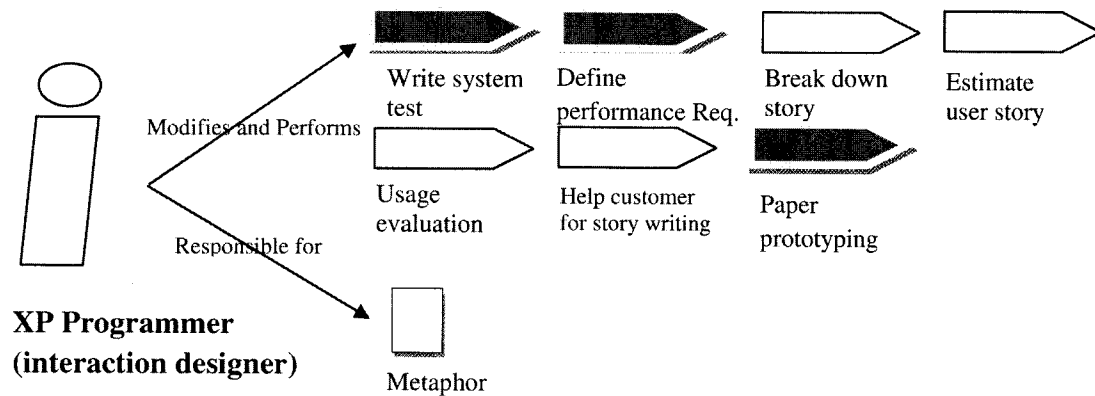 Write system
test
Define
performance Req.
Break down
story
Estimate
user story
Modifies and Performs
Usage
evaluation
Help customer
for story writing
Paper
prototyping
Responsible for
XP Programmer
(interaction designer)
Metaphor